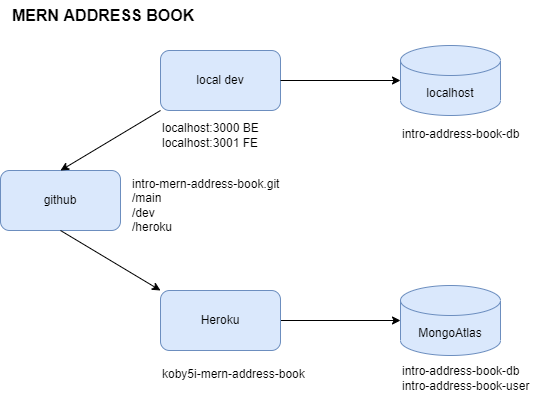 MERN ADDRESS BOOK
local dev
localhost
localhost:3000 BE
localhost:3001 FE
intro-address-book-db
github
intro-mern-address-book.git
/main
/dev
/heroku
Heroku
MongoAtlas
koby5i-mern-address-book
intro-address-book-db
intro-address-book-user